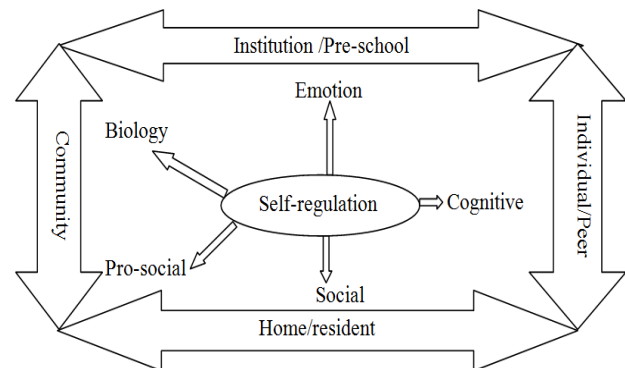 Institution /Pre-school
Emotion
Biology
Community
Individual/Peer
Self-regulation
Cognitive
Pro-social
Social
Home/resident